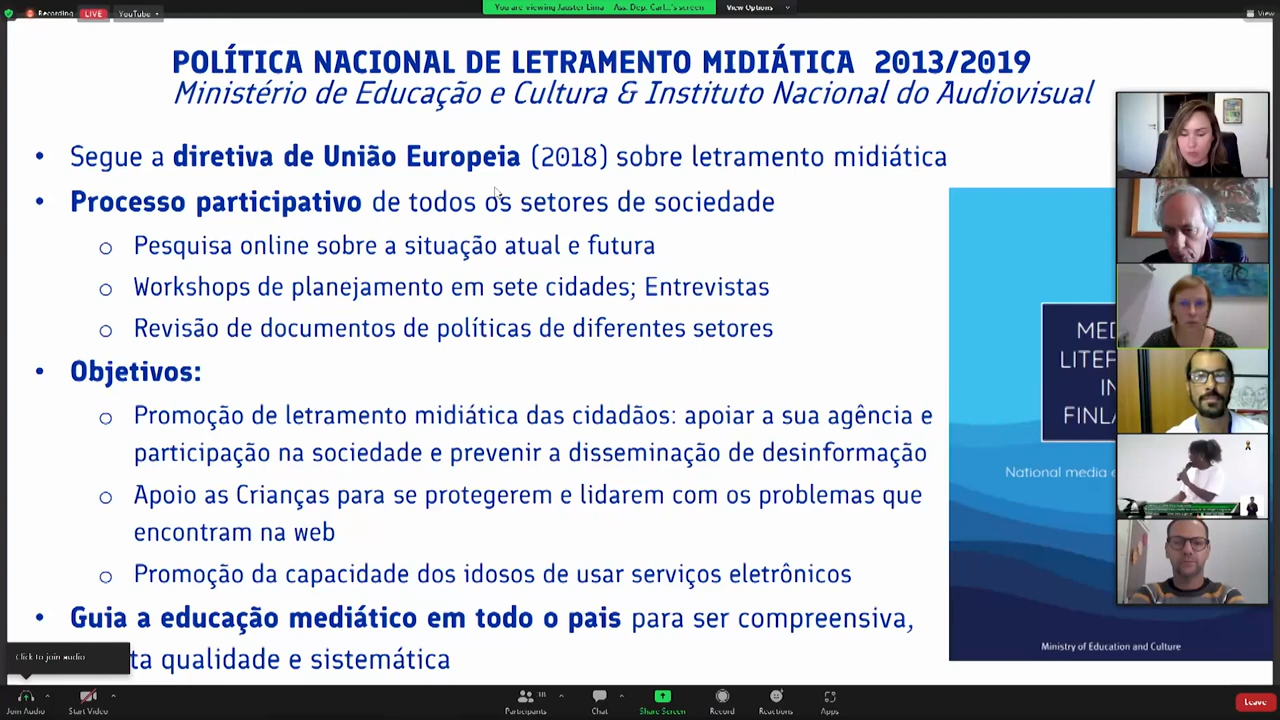 Recording
LIVE
YouTube
You are viewing Jauster Lima - Ass. Dep. Carl...'s screen
View Options
View
POLÍTICA NACIONAL DE LETRAMENTO MIDIÁTICA 2013/2019
Ministério de Educação e Cultura & Instituto Nacional do Audiovisual
• Segue a diretiva de União Europeia (2018) sobre letramento midiática
• Processo participativo de todos os setores de sociedade
o Pesquisa online sobre a situação atual e futura
o Workshops de planejamento em sete cidades; Entrevistas
o Revisão de documentos de políticas de diferentes setores
• Objetivos:
o Promoção de letramento midiática das cidadãos: apoiar a sua agência e
participação na sociedade e prevenir a disseminação de desinformação
o Apoio as Crianças para se protegerem e lidarem com os problemas que
encontram na web
o Promoção da capacidade dos idosos de usar serviços eletrônicos
• Guia a educação mediático em todo o pais para ser compreensiva,
ta qualidade e sistemática
MED
LITER
IN
FINLA
National media e
Ministry of Education and Culture
Click to join audio
Join Audio
Start Video
Participants
18
Chat
Share Screen
Record
Reactions
Apps
Leave